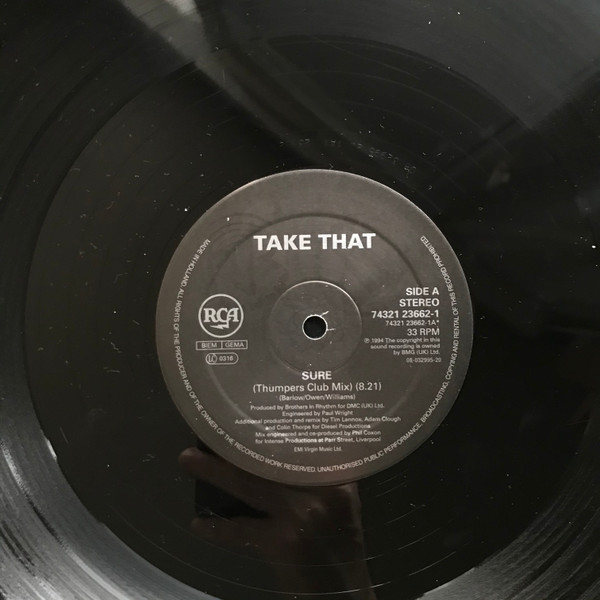 TAKE THAT
SIDE A
STEREO
74321 23662-1
74321 23662-1A*
33 RPM
℗ 1994 The copyright in this
sound recording is owned
by BMG (UK) Ltd.
08-032995-20
RCA
BIEM GEMA
LC 0316
SURE
(Thumpers Club Mix) (8.21)
(Barlow/Owen/Williams)
Produced by Brothers in Rhythm for DMC (UK) Ltd.
Engineered by Paul Wright
Additional production and remix by Tim Lennox, Adam Clough
and Colin Thorpe for Diesel Productions.
Mix engineered and co-produced by Phil Coxon
for Intense Productions at Parr Street, Liverpool
EMI Virgin Music Ltd.
MADE IN HOLLAND. ALL RIGHTS OF THE PRODUCER AND OF THE OWNER OF THE RECORDED WORK RESERVED. UNAUTHORISED PUBLIC PERFORMANCE, BROADCASTING, COPYING AND RENTAL OF THIS RECORD PROHIBITED.